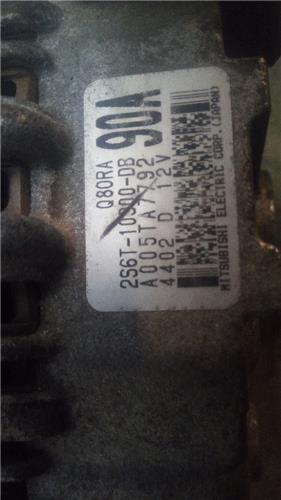 Q80RA 90A
2S6T-10300-DB
A005TA7792
4402 D 12V
MITSUBISHI ELECTRIC CORP.(JAPAN)